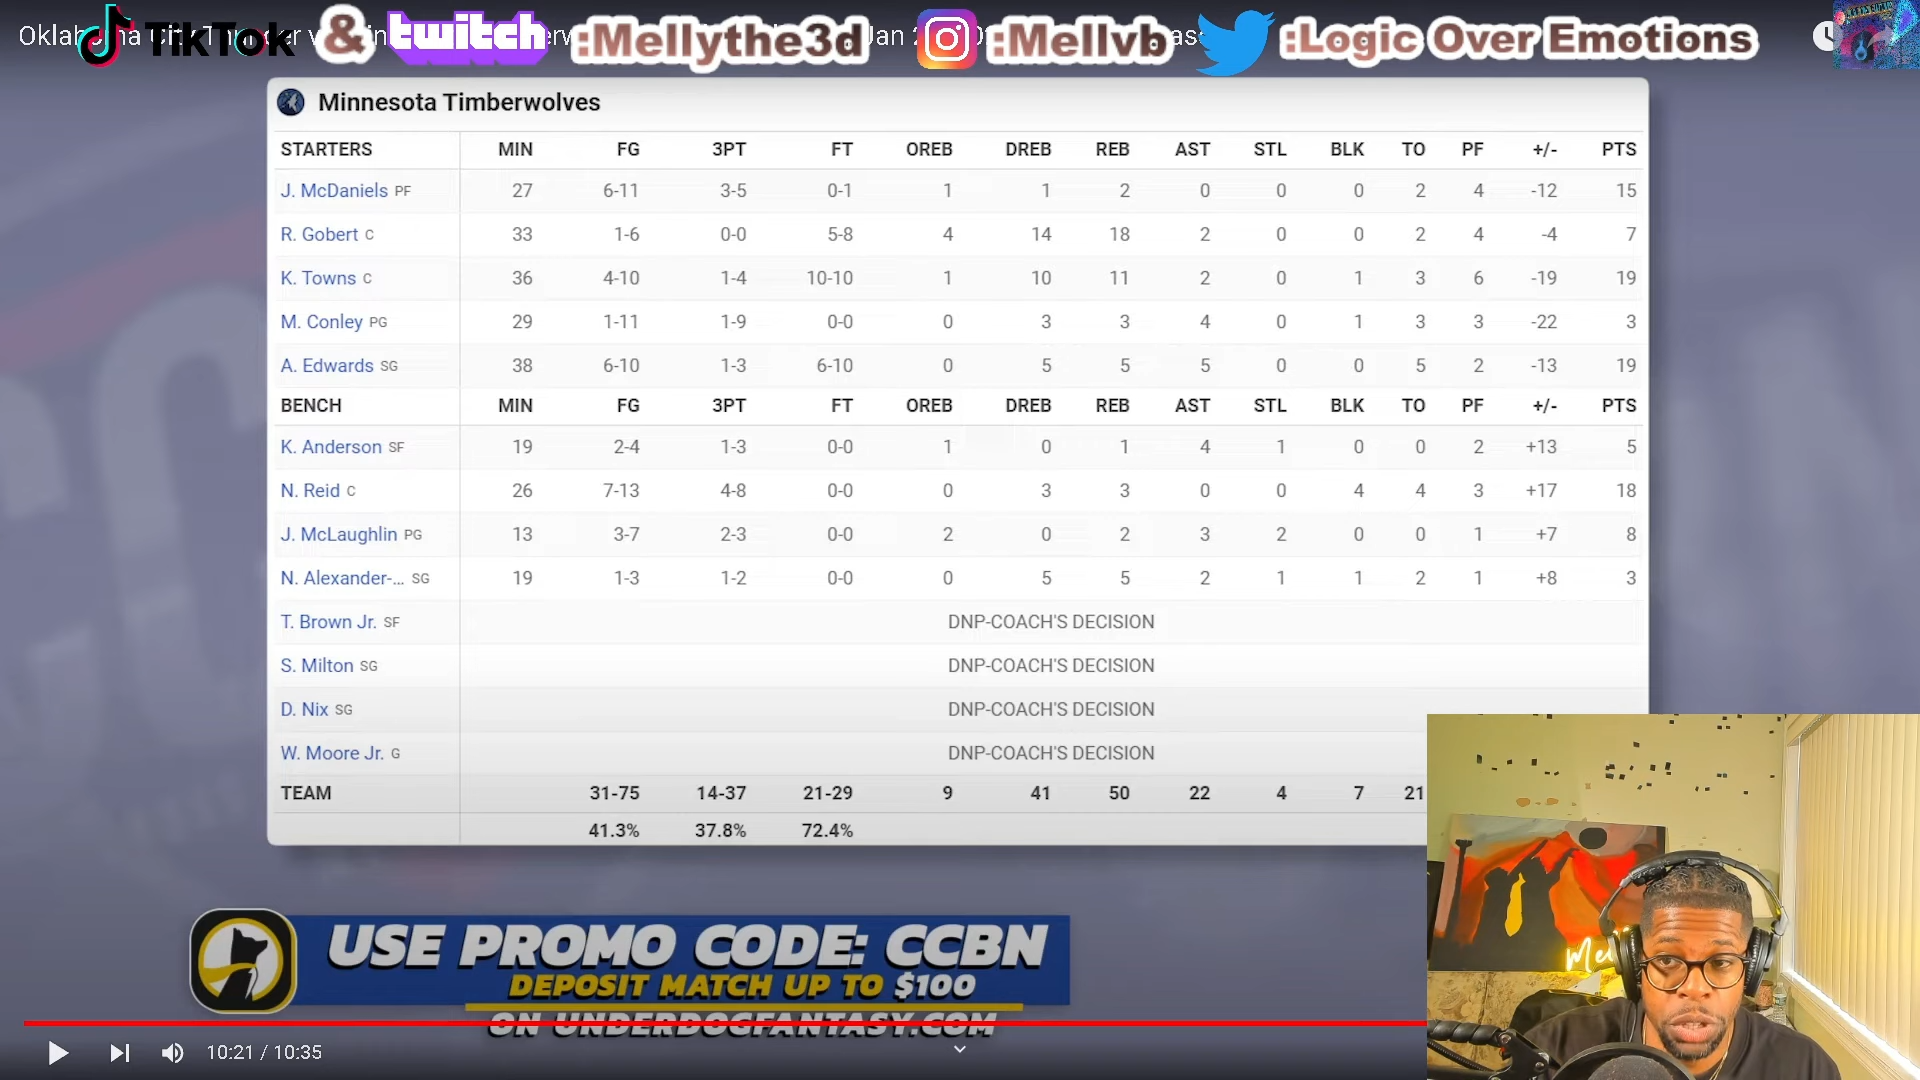 TikTok & twitch :Mellythe3d :Mellvb :Logic Over Emotions
Minnesota Timberwolves
STARTERS MIN FG 3PT FT OREB DREB REB AST STL BLK TO PF +/- PTS
J. McDaniels PF 27 6-11 3-5 0-1 1 1 2 0 0 0 2 4 -12 15
R. Gobert C 33 1-6 0-0 5-8 4 14 18 2 0 0 2 4 -4 7
K. Towns C 36 4-10 1-4 10-10 1 10 11 2 0 1 3 6 -19 19
M. Conley PG 29 1-11 1-9 0-0 0 3 3 4 0 1 3 3 -22 3
A. Edwards SG 38 6-10 1-3 6-10 0 5 5 5 0 0 5 2 -13 19
BENCH MIN FG 3PT FT OREB DREB REB AST STL BLK TO PF +/- PTS
K. Anderson SF 19 2-4 1-3 0-0 1 0 1 4 1 0 0 2 +13 5
N. Reid C 26 7-13 4-8 0-0 0 3 3 0 0 4 4 3 +17 18
J. McLaughlin PG 13 3-7 2-3 0-0 2 0 2 3 2 0 0 1 +7 8
N. Alexander-... SG 19 1-3 1-2 0-0 0 5 5 2 1 1 2 1 +8 3
T. Brown Jr. SF DNP-COACH'S DECISION
S. Milton SG DNP-COACH'S DECISION
D. Nix SG DNP-COACH'S DECISION
W. Moore Jr. G DNP-COACH'S DECISION
TEAM 31-75 14-37 21-29 9 41 50 22 4 7 21
41.3% 37.8% 72.4%
USE PROMO CODE: CCBN
DEPOSIT MATCH UP TO $100
ON UNDERDOGFANTASY.COM
10:21 / 10:35